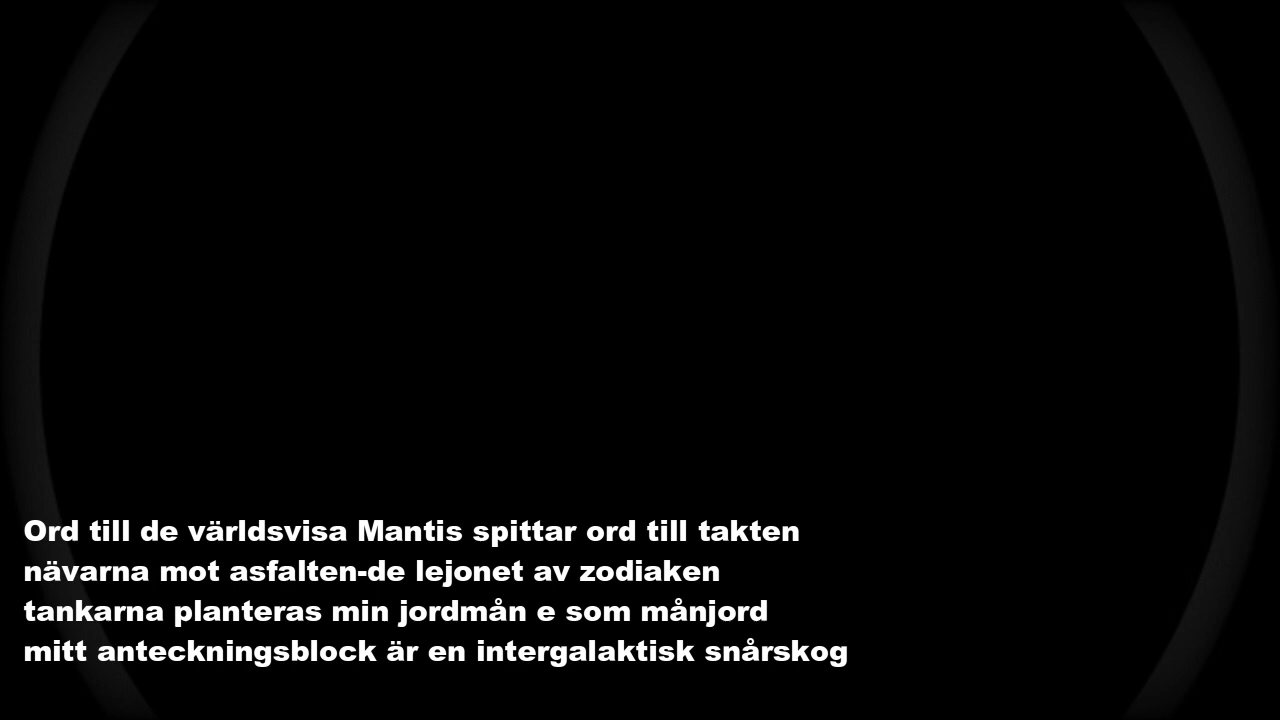 Ord till de världsvisa Mantis spittar ord till takten
nävarna mot asfalten-de lejonet av zodiaken
tankarna planteras min jordmån e som månjord
mitt anteckningsblock är en intergalaktisk snårskog